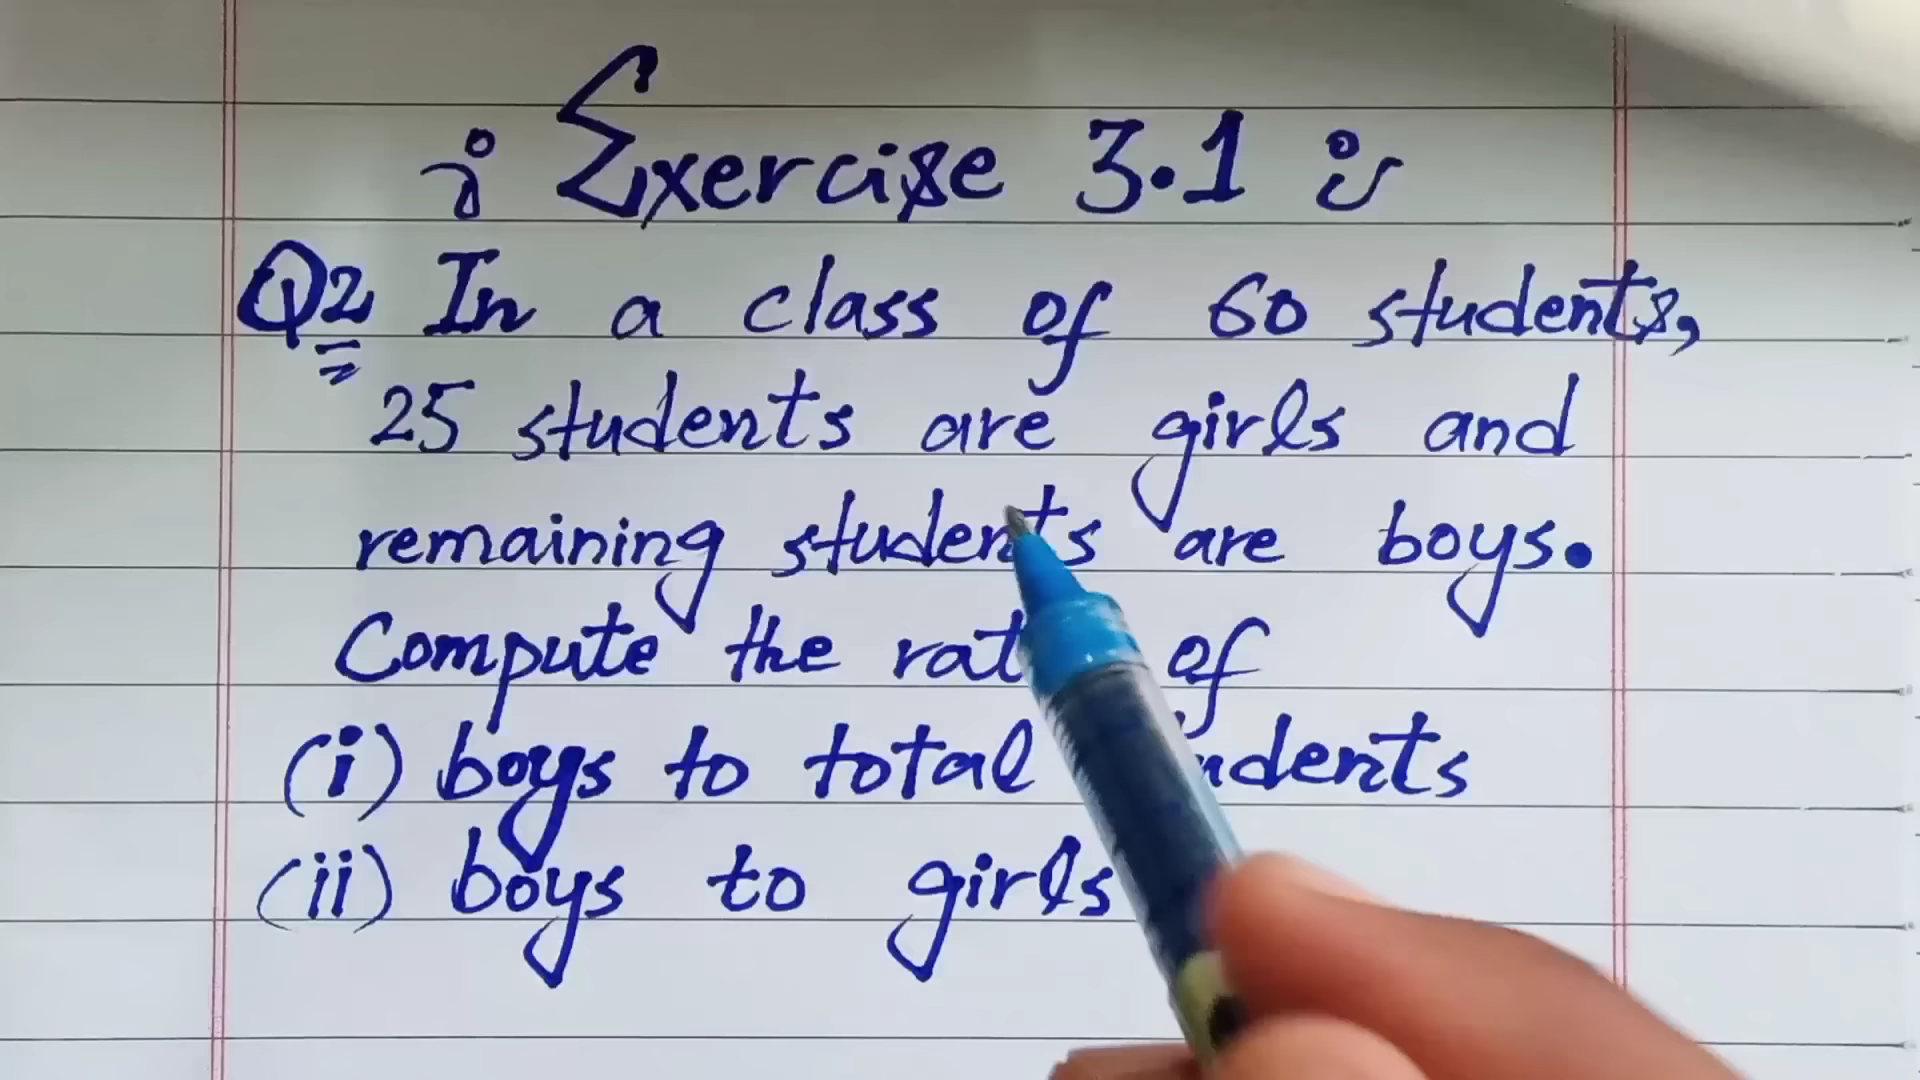 Exercise 3.1
Q2 In a class of 60 students,
25 students are girls and
remaining students are boys.
Compute the of
(i) boys to total
(ii) boys to girls